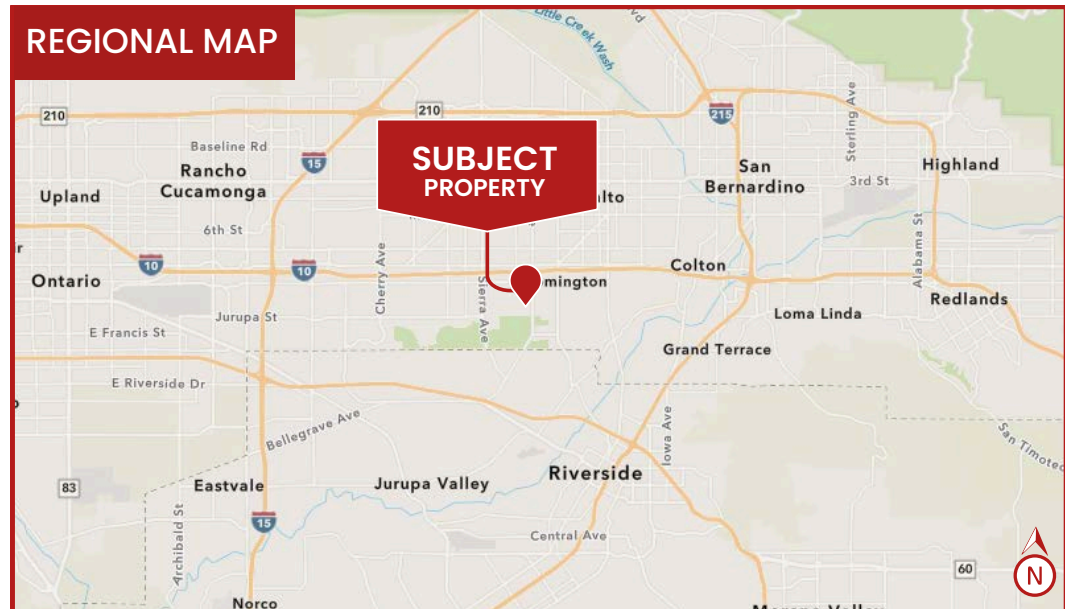 REGIONAL MAP
Little Creek Wash
210
210
215
Sterling Ave
Baseline Rd
15
Rancho
Cucamonga
SUBJECT
PROPERTY
San
Bernardino
Highland
3rd St
Upland
6th St
Alabama St
10
10
Cherry Ave
Sierra Ave
Colton
Ontario
Redlands
Jurupa St
Loma Linda
E Francis St
Grand Terrace
E Riverside Dr
Bellegrave Ave
Iowa Ave
San Timoteo
Riverside
83
Eastvale
Jurupa Valley
Archibald St
15
Central Ave
60
N
Norco
Moreno Valley